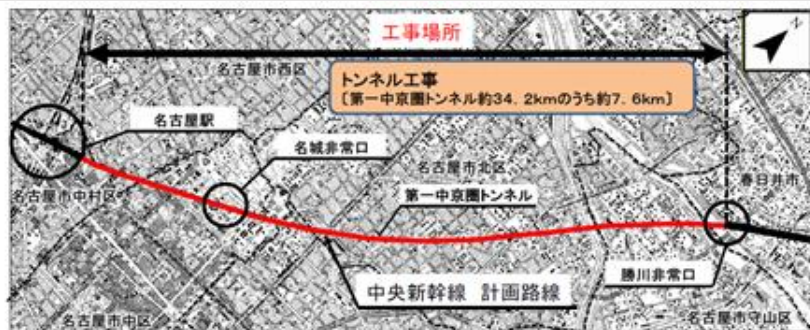 工事場所
名古屋市西区
トンネル工事
〔第一中京圏トンネル約34.2kmのうち約7.6km〕
名古屋駅
名城非常口
名古屋市北区
春日井市
名古屋市中村区
第一中京圏トンネル
中央新幹線 計画路線
勝川非常口
名古屋市中区
名古屋市守山区